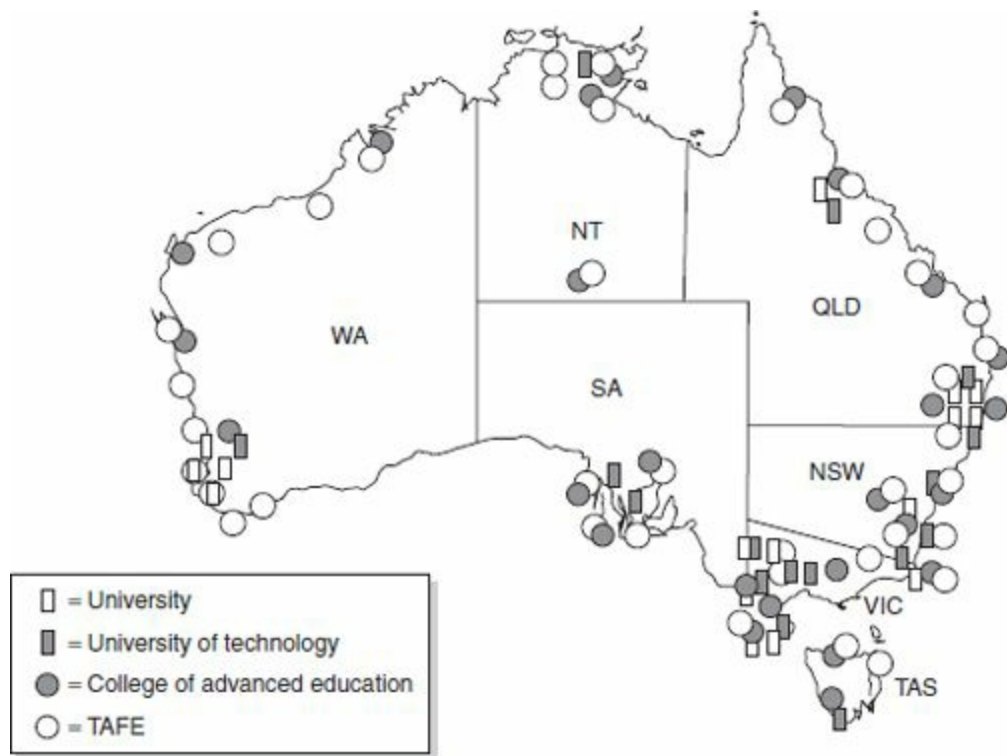 NT
QLD
WA
SA
NSW
VIC
TAS
= University
= University of technology
= College of advanced education
= TAFE